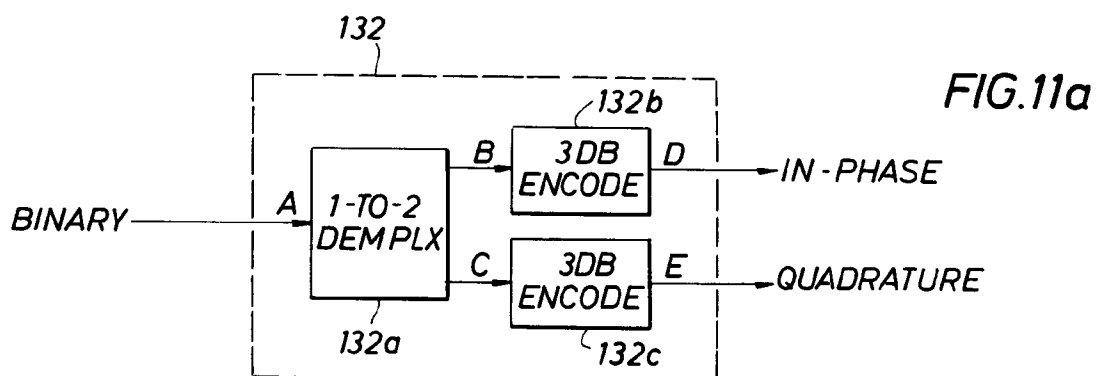 132
FIG.11a
132b
BINARY
A
1-TO-2
DEMPLX
B
3DB
ENCODE
D
IN-PHASE
C
3DB
ENCODE
E
QUADRATURE
132a
132c